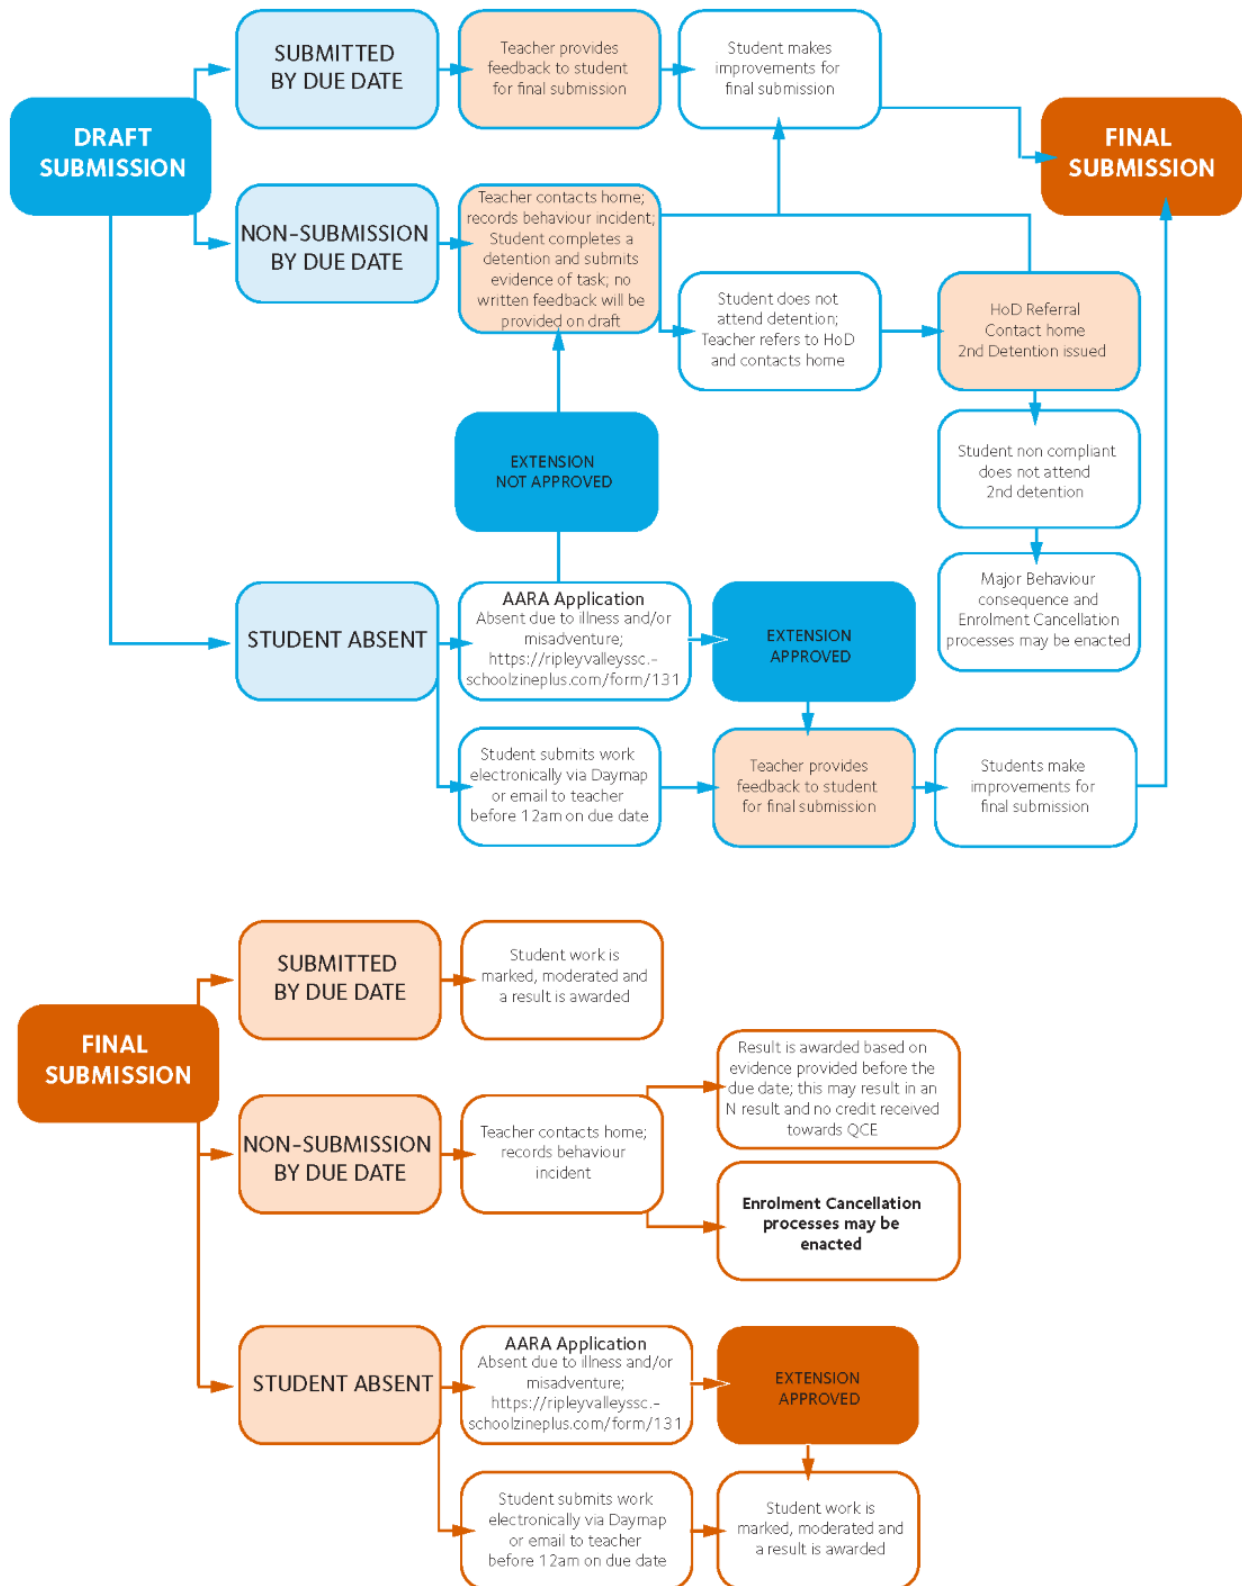 SUBMITTED
BY DUE DATE
Teacher provides
feedback to student
for final submission
Student makes
improvements for
final submission
DRAFT
SUBMISSION
FINAL
SUBMISSION
NON-SUBMISSION
BY DUE DATE
Teacher contacts home;
records behaviour incident;
Student completes a
detention and submits
evidence of task; no
written feedback will be
provided on draft
Student does not
attend detention;
Teacher refers to HoD
and contacts home
HoD Referral
Contact home
2nd Detention issued
EXTENSION
NOT APPROVED
Student non compliant
does not attend
2nd detention
Major Behaviour
consequence and
Enrolment Cancellation
processes may be enacted
STUDENT ABSENT
AARA Application
Absent due to illness and/or
misadventure;
https://ripleyvalleyssc.-
schoolzineplus.com/form/131
EXTENSION
APPROVED
Student submits work
electronically via Daymap
or email to teacher
before 12am on due date
Teacher provides
feedback to student
for final submission
Students make
improvements for
final submission
SUBMITTED
BY DUE DATE
Student work is
marked, moderated and
a result is awarded
FINAL
SUBMISSION
NON-SUBMISSION
BY DUE DATE
Teacher contacts home;
records behaviour
incident
Result is awarded based on
evidence provided before the
due date; this may result in an
N result and no credit received
towards QCE
Enrolment Cancellation
processes may be
enacted
STUDENT ABSENT
AARA Application
Absent due to illness and/or
misadventure;
https://ripleyvalleyssc.-
schoolzineplus.com/form/131
EXTENSION
APPROVED
Student submits work
electronically via Daymap
or email to teacher
before 12am on due date
Student work is
marked, moderated and
a result is awarded